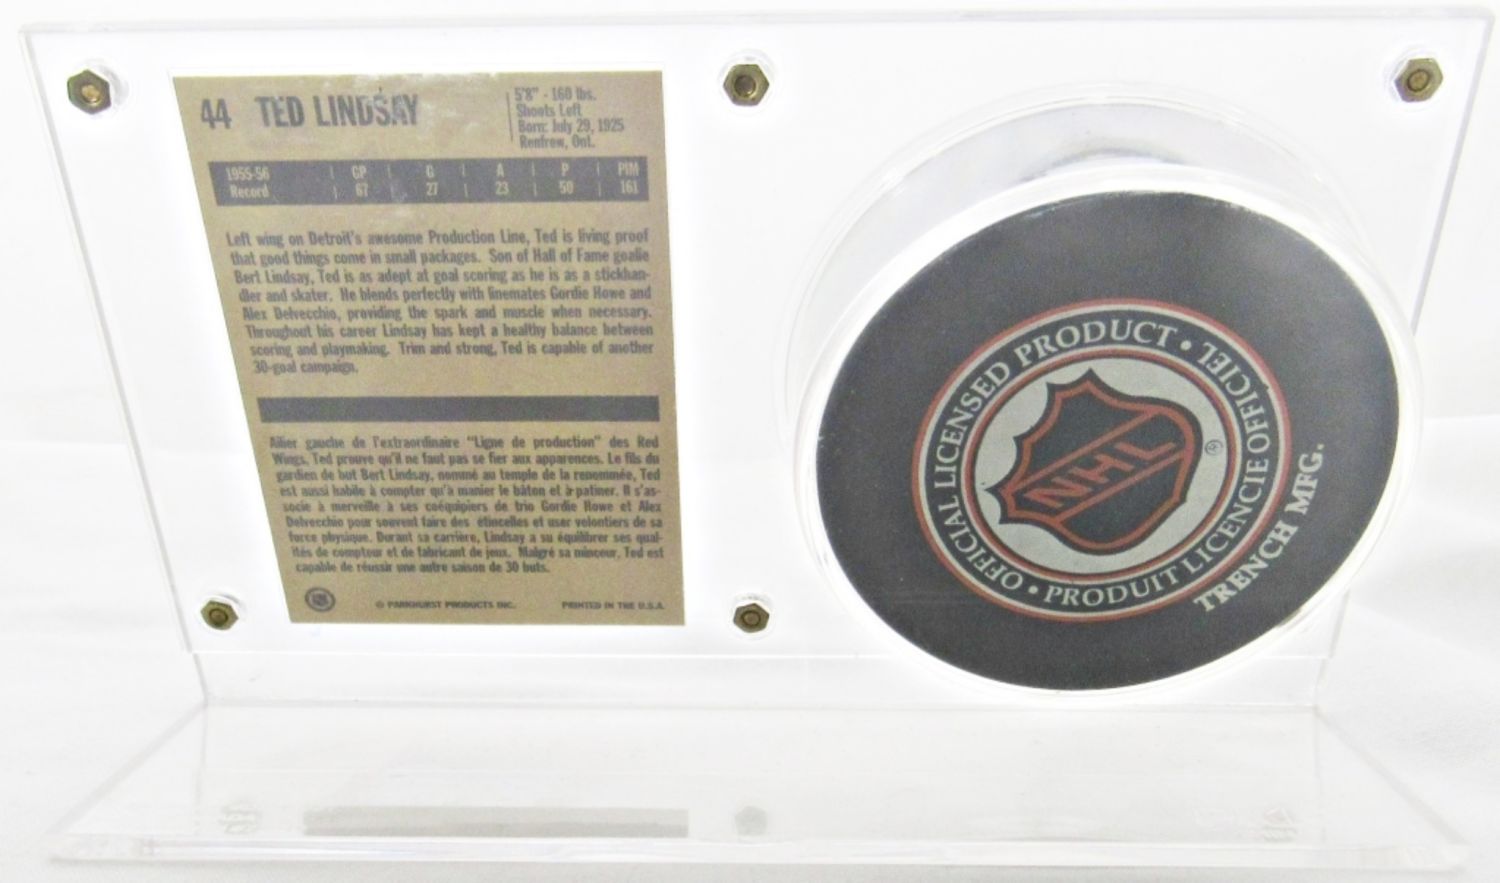 44 TED LINDSAY
5'8" - 160 lbs.
Shoots Left
Born: July 29, 1925
Renfrew, Ont.
1955-56 GP G A P PIM
Record 67 27 23 50 161
Left wing on Detroit's awesome Production Line, Ted is living proof
that good things come in small packages. Son of Hall of Fame goalie
Bert Lindsay, Ted is as adept at goal scoring as he is as a stickhan-
dler and skater. He blends perfectly with linemates Gordie Howe and
Alex Delvecchio, providing the spark and muscle when necessary.
Throughout his career Lindsay has kept a healthy balance between
scoring and playmaking. Trim and strong, Ted is capable of another
30-goal campaign.
Ailier gauche de l'extraordinaire "Ligne de production" des Red
Wings, Ted prouve qu'il ne faut pas se fier aux apparences. Le fils du
gardien de but Bert Lindsay, nommé au temple de la renommée, Ted
est aussi habile à compter qu'à manier le bâton et à patiner. Il s'as-
socie à merveille à ses coéquipiers de trio Gordie Howe et Alex
Delvecchio pour souvent faire des étincelles et user volontiers de sa
force physique. Durant sa carrière, Lindsay a su équilibrer ses qual-
ités de compteur et de fabricant de jeux. Malgré sa minceur, Ted est
capable de réussir une autre saison de 30 buts.
© PARKHURST PRODUCTS INC. PRINTED IN THE U.S.A.
OFFICIAL LICENSED PRODUCT •
PRODUIT LICENCIE OFFICIEL •
NHL
®
TRENCH MFG.